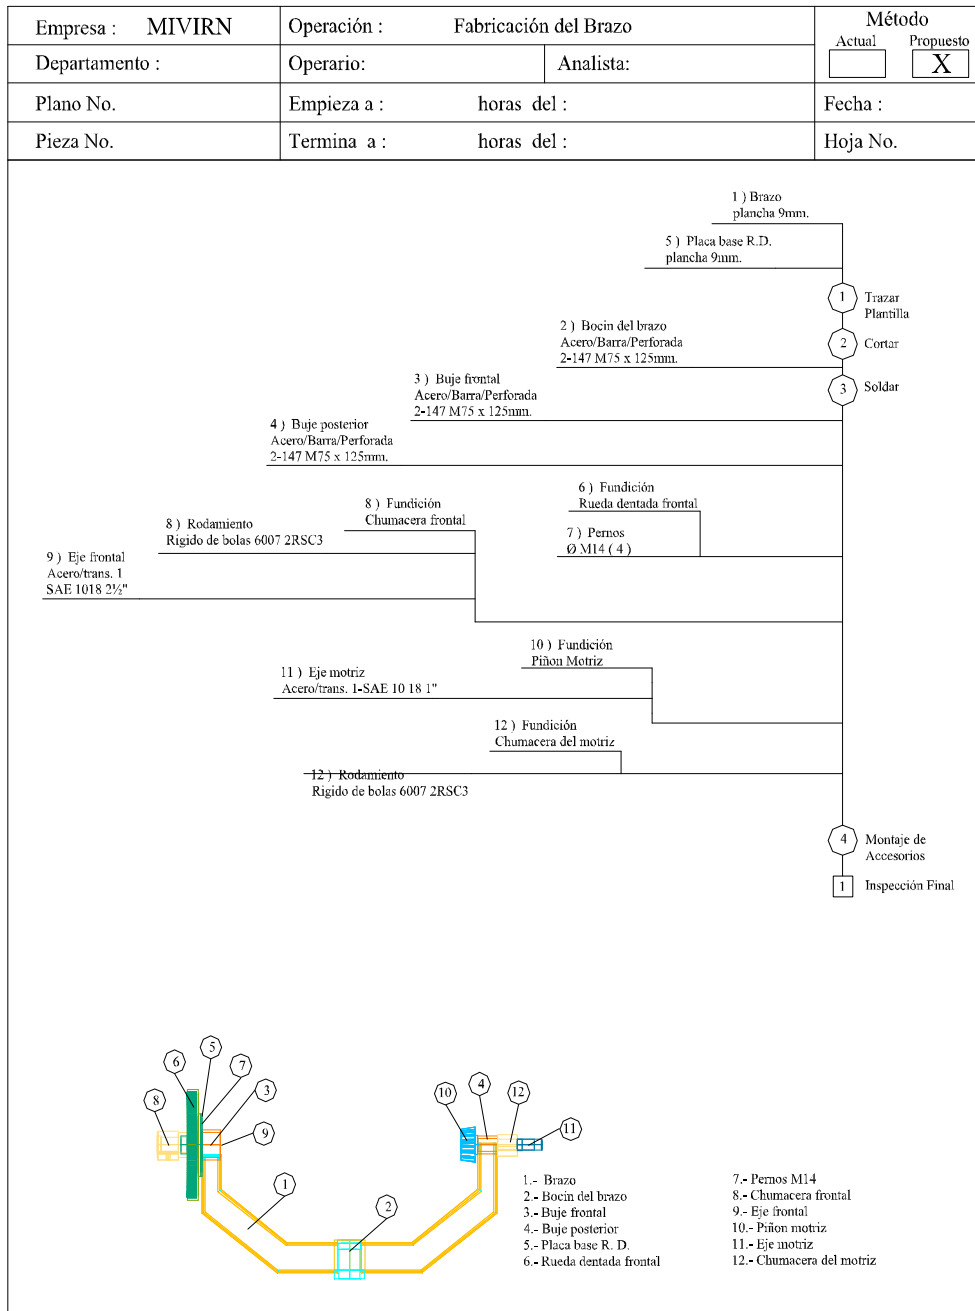 Empresa : MIVIRN
Operación : Fabricación del Brazo
Método
Actual Propuesto
X
Departamento :
Operario:
Analista:
Plano No.
Empieza a : horas del :
Fecha :
Pieza No.
Termina a : horas del :
Hoja No.
1 ) Brazo
plancha 9mm.
5 ) Placa base R.D.
plancha 9mm.
1 Trazar
Plantilla
2 ) Bocin del brazo
Acero/Barra/Perforada
2-147 M75 x 125mm.
2 Cortar
3 ) Buje frontal
Acero/Barra/Perforada
2-147 M75 x 125mm.
3 Soldar
4 ) Buje posterior
Acero/Barra/Perforada
2-147 M75 x 125mm.
6 ) Fundición
Rueda dentada frontal
8 ) Fundición
Chumacera frontal
8 ) Rodamiento
Rigido de bolas 6007 2RSC3
7 ) Pernos
Ø M14 ( 4 )
9 ) Eje frontal
Acero/trans. 1
SAE 1018 2½"
10 ) Fundición
Piñon Motriz
11 ) Eje motriz
Acero/trans. 1-SAE 10 18 1"
12 ) Fundición
Chumacera del motriz
12 ) Rodamiento
Rigido de bolas 6007 2RSC3
4 Montaje de
Accesorios
1 Inspección Final
5
6
7
8
3
9
10
4
12
11
1
2
1.- Brazo
2.- Bocin del brazo
3.- Buje frontal
4.- Buje posterior
5.- Placa base R. D.
6.- Rueda dentada frontal
7.- Pernos M14
8.- Chumacera frontal
9.- Eje frontal
10.- Piñon motriz
11.- Eje motriz
12.- Chumacera del motriz